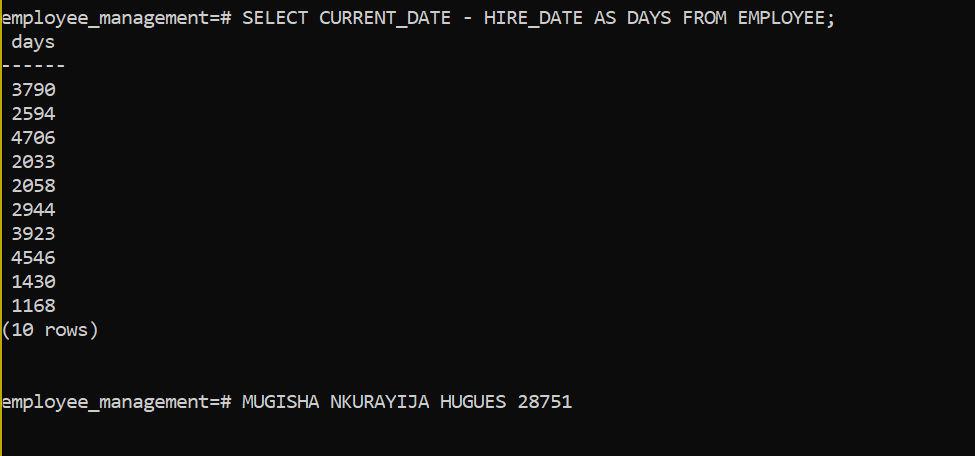 employee_management=# SELECT CURRENT_DATE - HIRE_DATE AS DAYS FROM EMPLOYEE;
 days
------
 3790
 2594
 4706
 2033
 2058
 2944
 3923
 4546
 1430
 1168
(10 rows)
employee_management=# MUGISHA NKURAYIJA HUGUES 28751